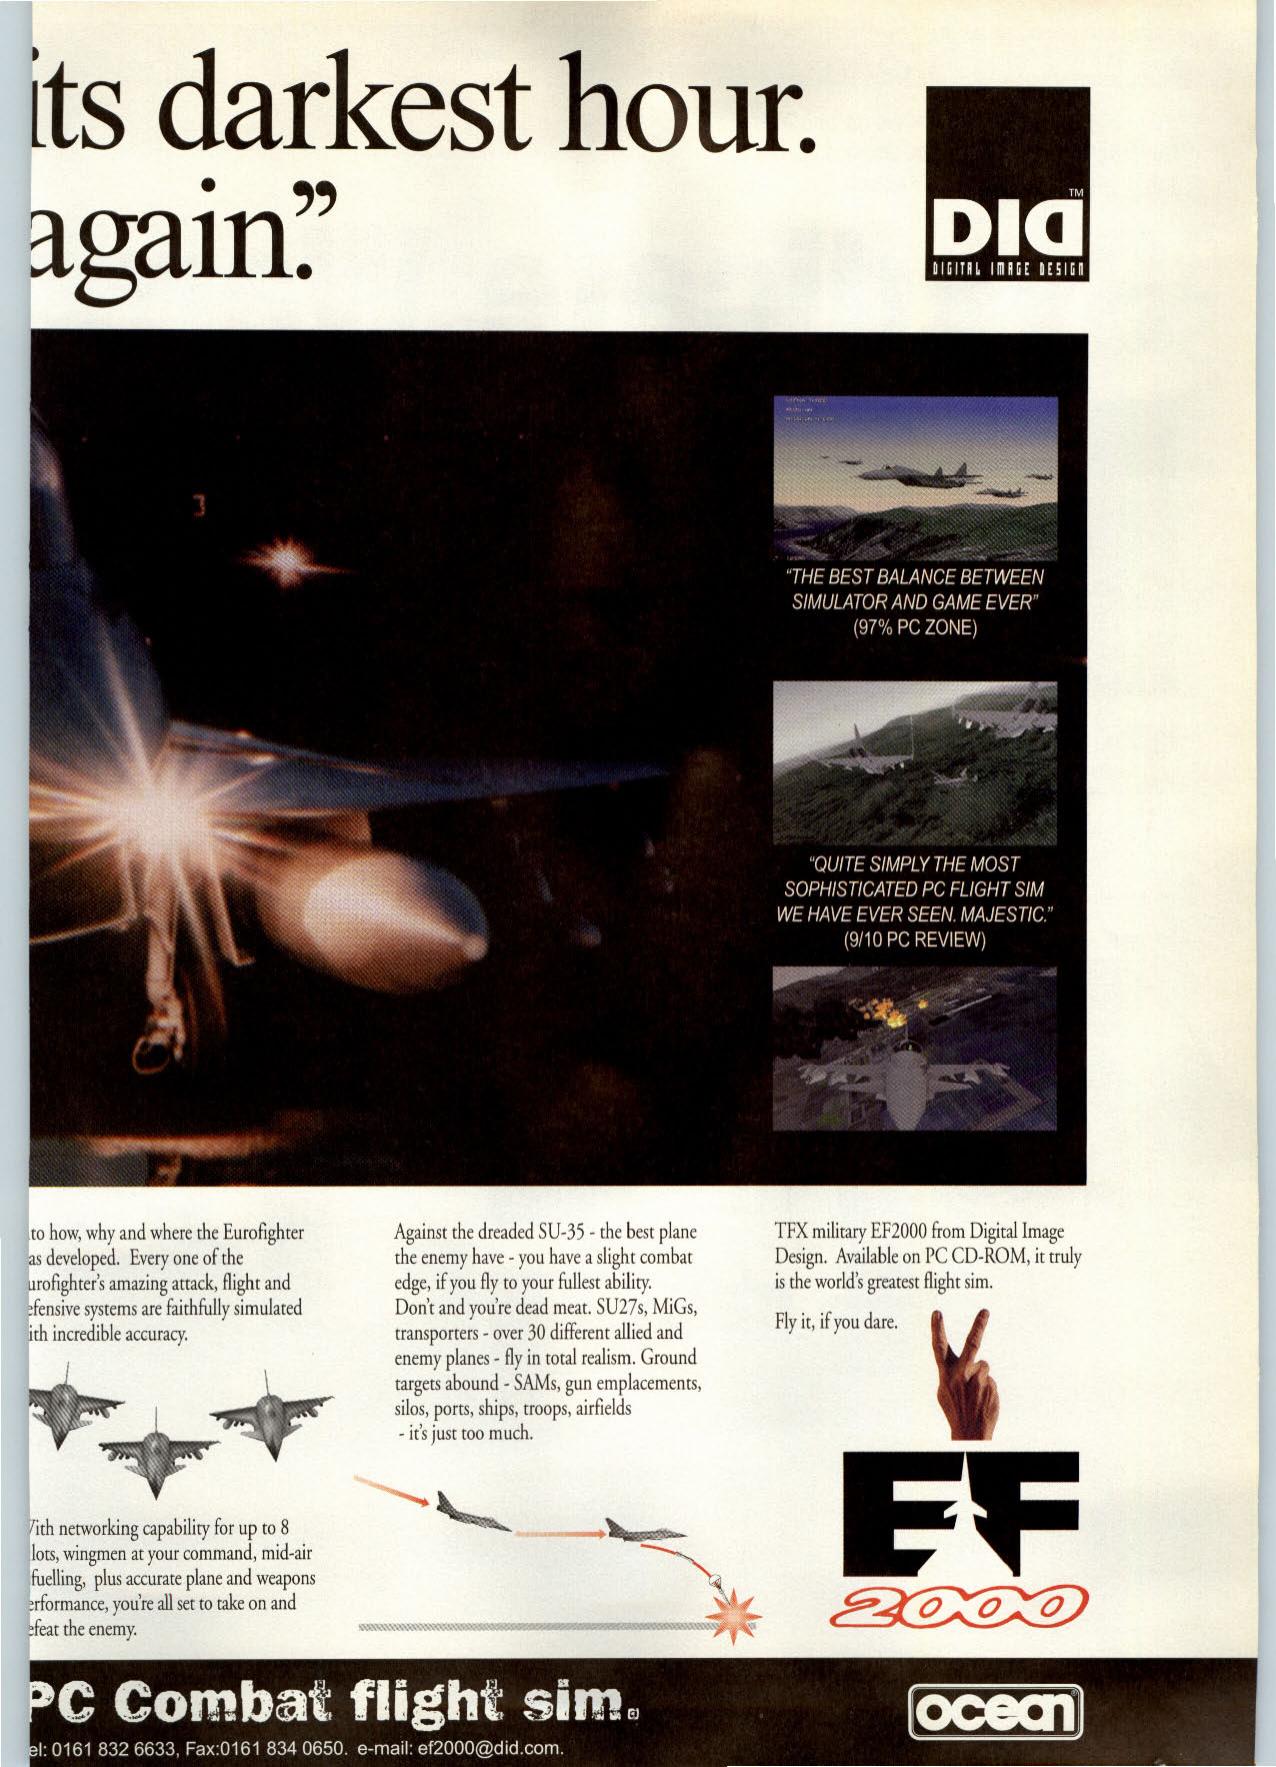 its darkest hour.
again.”
DID TM
DIGITAL IMAGE DESIGN
3
“THE BEST BALANCE BETWEEN
SIMULATOR AND GAME EVER”
(97% PC ZONE)
“QUITE SIMPLY THE MOST
SOPHISTICATED PC FLIGHT SIM
WE HAVE EVER SEEN. MAJESTIC.”
(9/10 PC REVIEW)
to how, why and where the Eurofighter
as developed. Every one of the
urofighter’s amazing attack, flight and
efensive systems are faithfully simulated
ith incredible accuracy.
ith networking capability for up to 8
lots, wingmen at your command, mid-air
fuelling, plus accurate plane and weapons
erformance, you’re all set to take on and
efeat the enemy.
Against the dreaded SU-35 - the best plane
the enemy have - you have a slight combat
edge, if you fly to your fullest ability.
Don’t and you’re dead meat. SU27s, MiGs,
transporters - over 30 different allied and
enemy planes - fly in total realism. Ground
targets abound - SAMs, gun emplacements,
silos, ports, ships, troops, airfields
- it’s just too much.
TFX military EF2000 from Digital Image
Design. Available on PC CD-ROM, it truly
is the world’s greatest flight sim.
Fly it, if you dare.
EF
2000
PC Combat flight sim.
el: 0161 832 6633, Fax:0161 834 0650. e-mail: ef2000@did.com.
ocean®